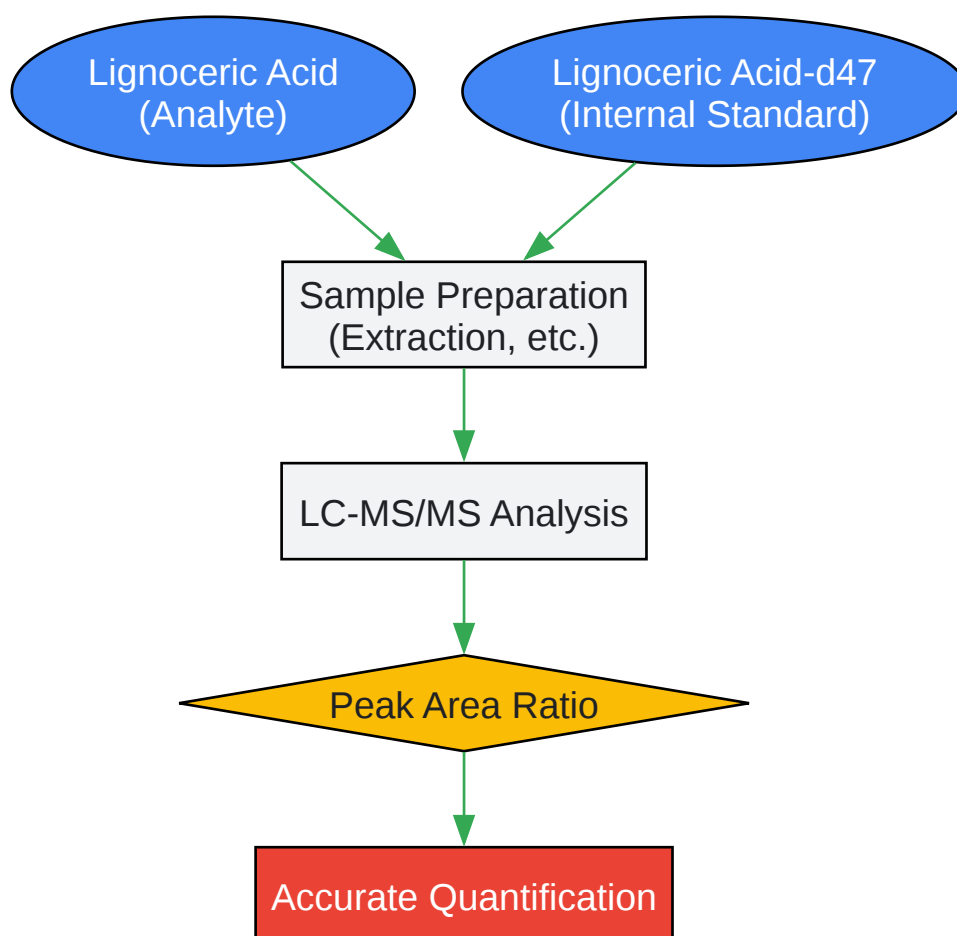 Lignoceric Acid
(Analyte)
Lignoceric Acid-d47
(Internal Standard)
Sample Preparation
(Extraction, etc.)
LC-MS/MS Analysis
Peak Area Ratio
Accurate Quantification